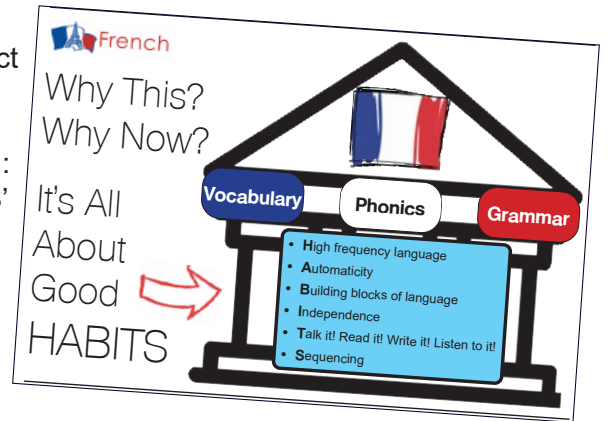 ct
:
’
French
Why This?
Why Now?
It's All
About
Good
HABITS
Vocabulary
Phonics
Grammar
• High frequency language
• Automaticity
• Building blocks of language
• Independence
• Talk it! Read it! Write it! Listen to it!
• Sequencing